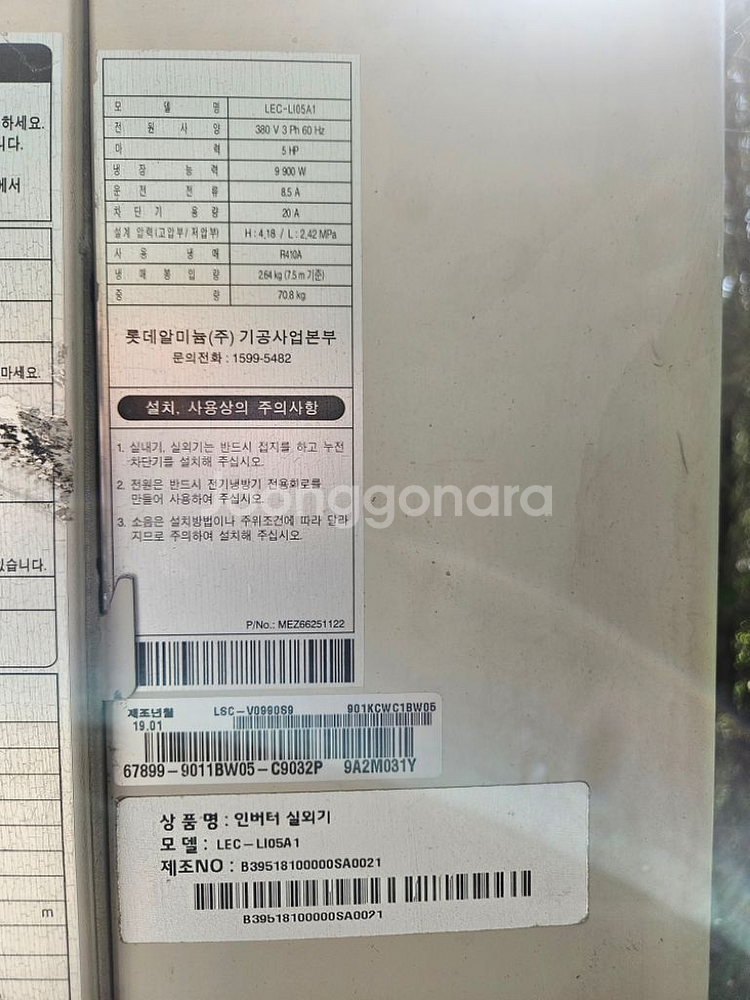 하세요.
니다.
에서
마세요.
있습니다.
m
모 델 명 LEC-LI05A1
전 원 사 양 380 V 3 Ph 60 Hz
마 력 5 HP
냉 장 능 력 9 900 W
운 전 전 류 8.5 A
차 단 기 용 량 20 A
설계 압력(고압부/저압부) H : 4.18 / L : 2.42 MPa
사 용 냉 매 R410A
냉 매 봉 입 량 2.64 kg (7.5 m 기준)
중 량 70.8 kg
롯데알미늄(주) 기공사업본부
문의전화 : 1599-5482
설치, 사용상의 주의사항
1. 실내기, 실외기는 반드시 접지를 하고 누전
차단기를 설치해 주십시오.
2. 전원은 반드시 전기냉방기 전용회로를
만들어 사용하여 주십시오.
3. 소음은 설치방법이나 주위조건에 따라 달라
지므로 주의하여 설치해 주십시오.
joonggonara
P/No.: MEZ66251122
제조년월 LSC-V0990S9 901KCWC1BW05
19.01
67899-9011BW05-C9032P 9A2M031Y
상 품 명 : 인버터 실외기
모 델 : LEC-LI05A1
제조NO : B39518100000SA0021
B39518100000SA0021